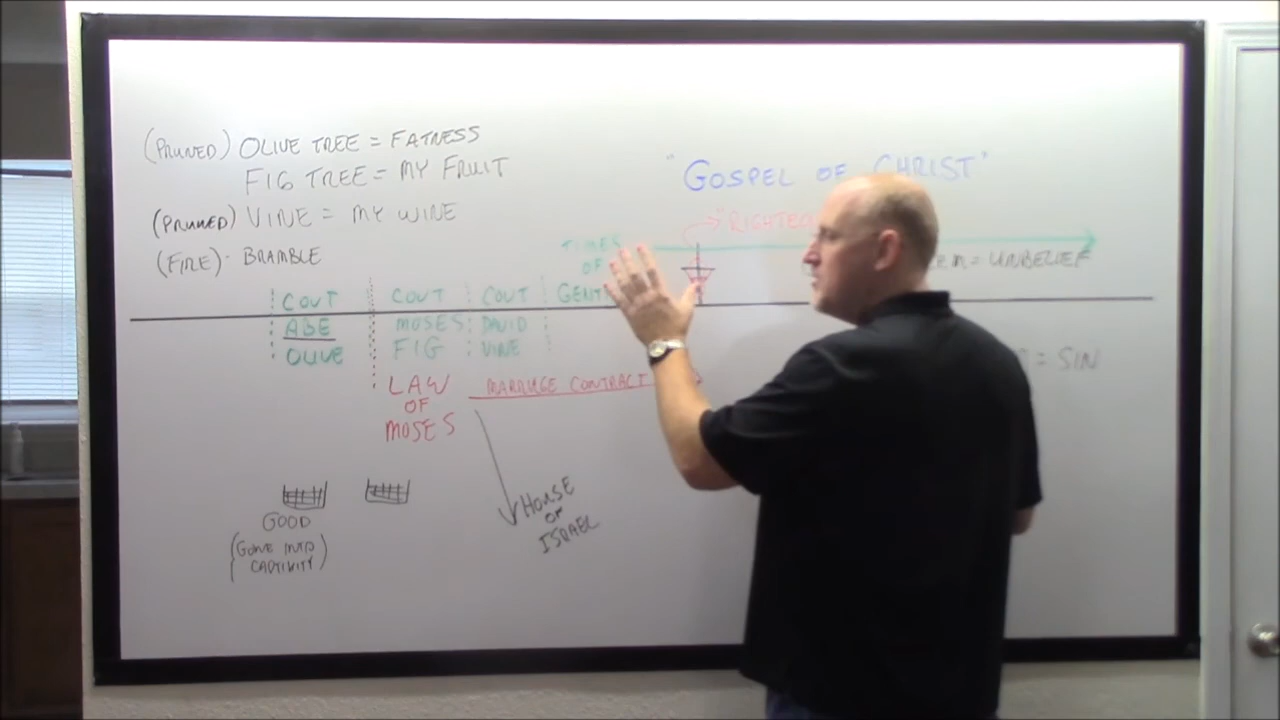 (PRUNED) OLIVE TREE = FATNESS
FIG TREE = MY FRUIT
(PRUNED) VINE = MY WINE
(FIRE) - BRAMBLE
"GOSPEL OF CHRIST"
TIMES
OF
= UNBELIEF
COVT
ABE
OLIVE
COVT
MOSES
FIG
COVT
DAVID
VINE
LAW
OF
MOSES
MARRIAGE CONTRACT
= SIN
HOUSE
OF
ISRAEL
GOOD
(GONE INTO
CAPTIVITY)